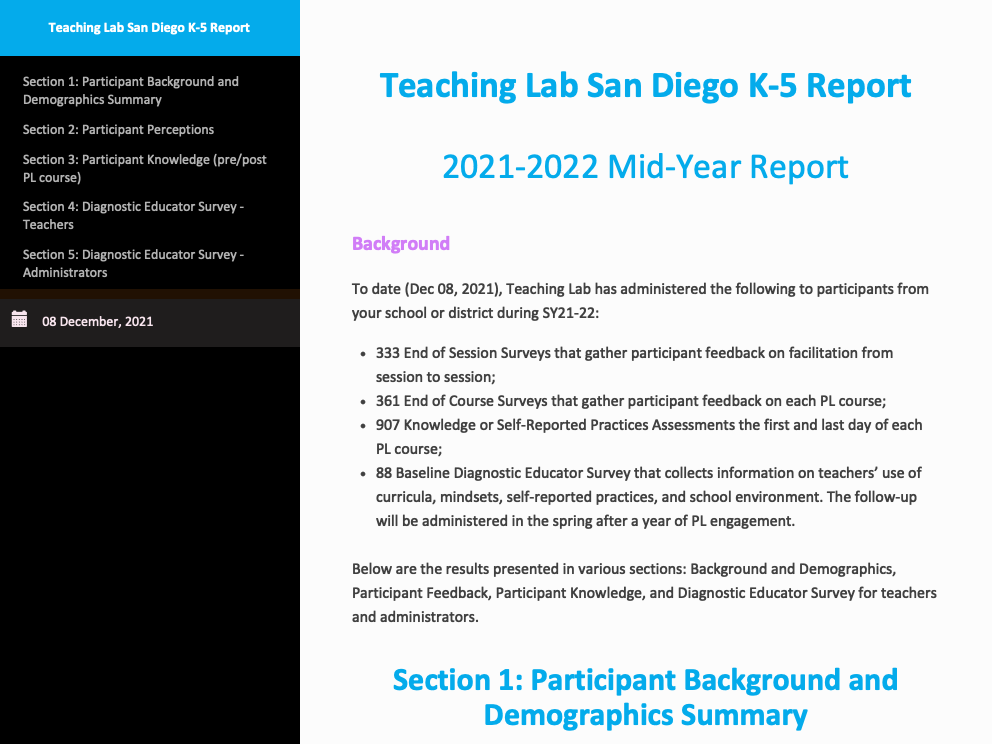 Teaching Lab San Diego K-5 Report
Section 1: Participant Background and
Demographics Summary
Section 2: Participant Perceptions
Section 3: Participant Knowledge (pre/post
PL course)
Section 4: Diagnostic Educator Survey -
Teachers
Section 5: Diagnostic Educator Survey -
Administrators
08 December, 2021
Teaching Lab San Diego K-5 Report
2021-2022 Mid-Year Report
Background
To date (Dec 08, 2021), Teaching Lab has administered the following to participants from
your school or district during SY21-22:
• 333 End of Session Surveys that gather participant feedback on facilitation from
session to session;
• 361 End of Course Surveys that gather participant feedback on each PL course;
• 907 Knowledge or Self-Reported Practices Assessments the first and last day of each
PL course;
• 88 Baseline Diagnostic Educator Survey that collects information on teachers’ use of
curricula, mindsets, self-reported practices, and school environment. The follow-up
will be administered in the spring after a year of PL engagement.
Below are the results presented in various sections: Background and Demographics,
Participant Feedback, Participant Knowledge, and Diagnostic Educator Survey for teachers
and administrators.
Section 1: Participant Background and
Demographics Summary